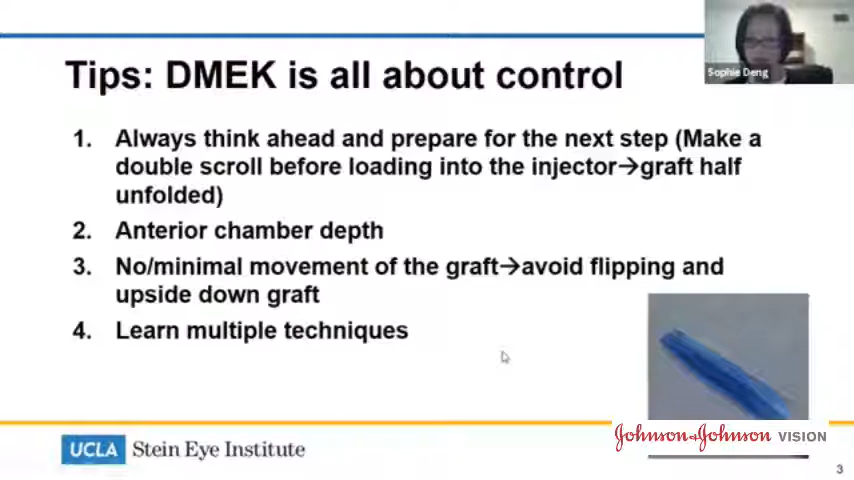 Sophie Deng
Tips: DMEK is all about control
1. Always think ahead and prepare for the next step (Make a
double scroll before loading into the injector→graft half
unfolded)
2. Anterior chamber depth
3. No/minimal movement of the graft→avoid flipping and
upside down graft
4. Learn multiple techniques
Johnson+Johnson VISION
UCLA Stein Eye Institute
3